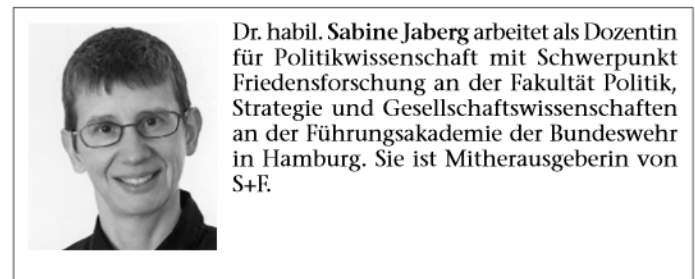 Dr. habil. Sabine Jaberg arbeitet als Dozentin
für Politikwissenschaft mit Schwerpunkt
Friedensforschung an der Fakultät Politik,
Strategie und Gesellschaftswissenschaften
an der Führungsakademie der Bundeswehr
in Hamburg. Sie ist Mitherausgeberin von
S+F.